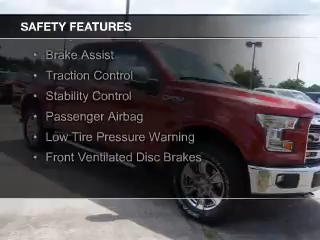 SAFETY FEATURES
• Brake Assist
• Traction Control
• Stability Control
• Passenger Airbag
• Low Tire Pressure Warning
• Front Ventilated Disc Brakes